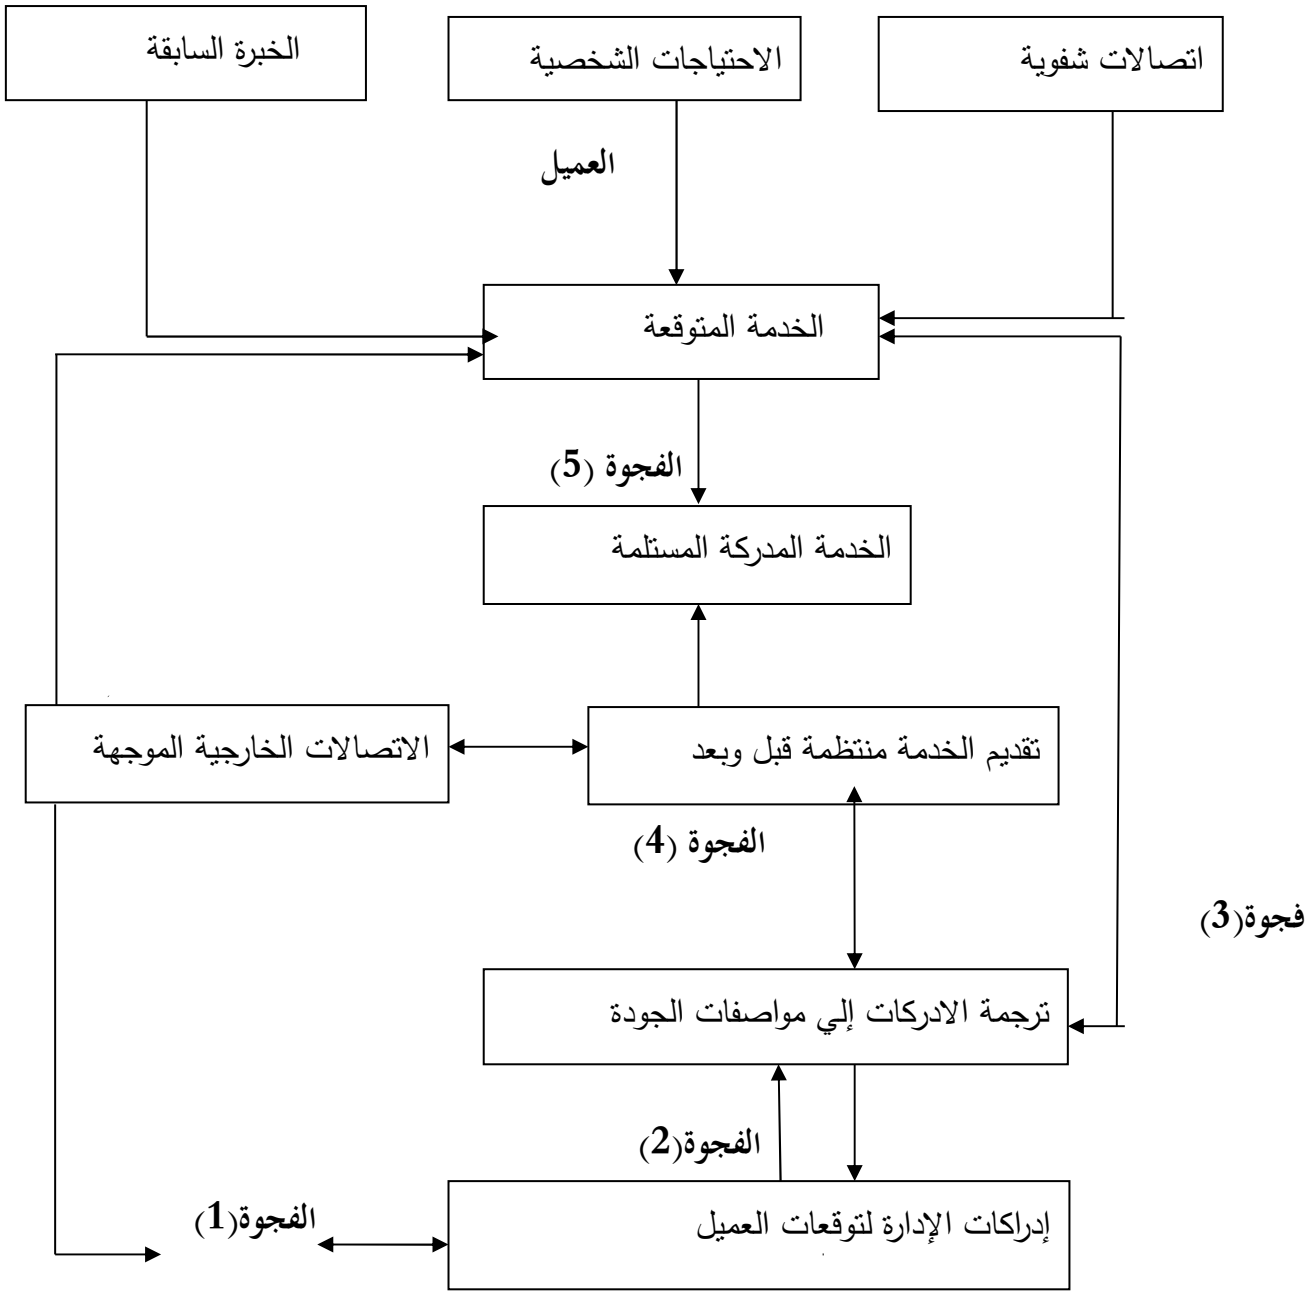 اتصالات شفوية
الاحتياجات الشخصية
الخبرة السابقة
العميل
الخدمة المتوقعة
الفجوة (5)
الخدمة المدركة المستلمة
تقديم الخدمة منتظمة قبل وبعد
الاتصالات الخارجية الموجهة
الفجوة (4)
فجوة(3)
ترجمة الادركات إلي مواصفات الجودة
الفجوة(2)
الفجوة(1)
إدراكات الإدارة لتوقعات العميل